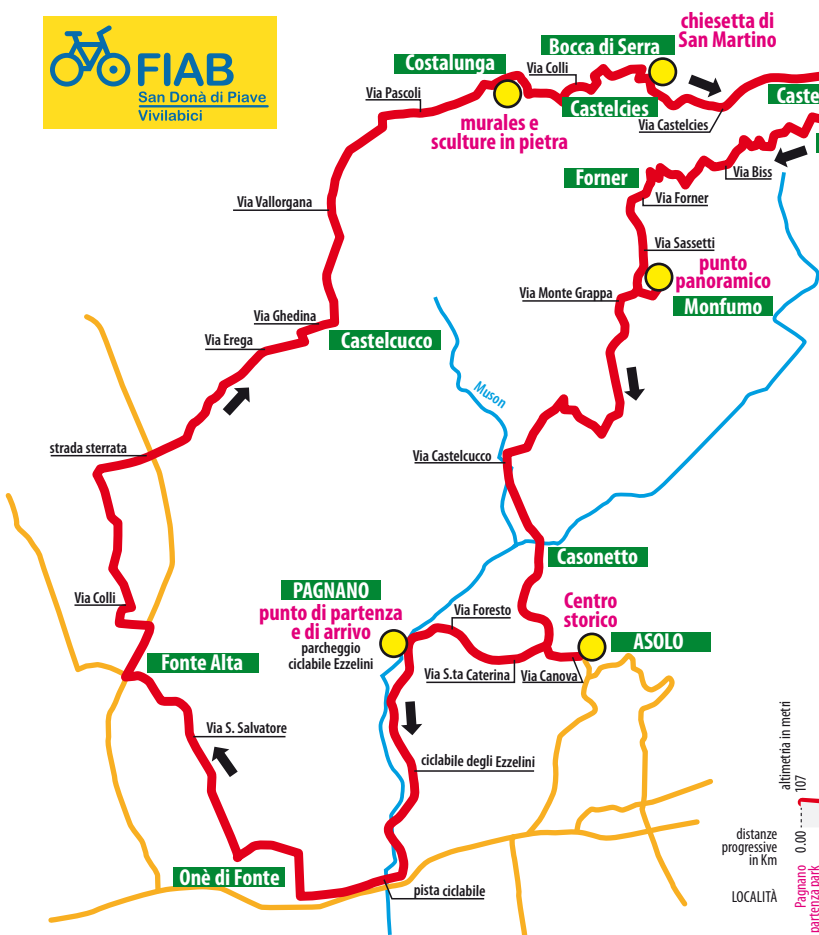 FIAB
San Donà di Piave
Vivilabici
chiesetta di
San Martino
Bocca di Serra
Costalunga
Via Colli
Via Pascoli
Castelcies
Caste
Via Castelcies
murales e
sculture in pietra
Forner
Via Biss
Via Forner
Via Vallorgana
Via Sassetti
punto
panoramico
Via Monte Grappa
Monfumo
Via Ghedina
Via Erega
Castelcucco
Muson
strada sterrata
Via Castelcucco
Casonetto
PAGNANO
punto di partenza
e di arrivo
parcheggio
ciclabile Ezzelini
Via Colli
Via Foresto
Centro
storico
ASOLO
Fonte Alta
Via S.ta Caterina
Via Canova
Via S. Salvatore
ciclabile degli Ezzelini
altimetria in metri
107
distanze
progressive
in Km
0.00
Onè di Fonte
pista ciclabile
LOCALITÀ
Pagnano
partenza park